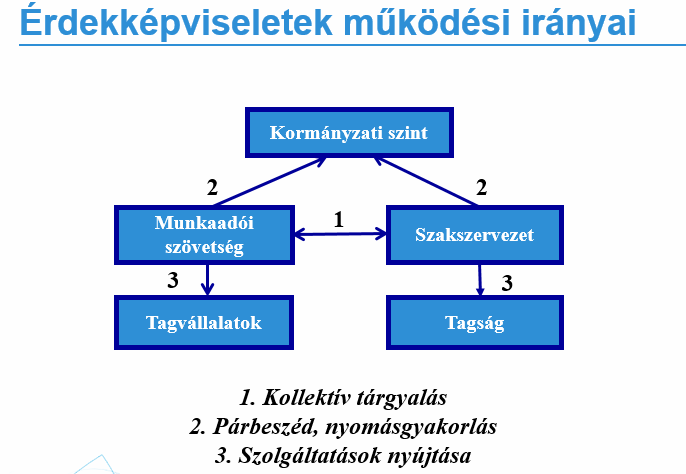 Érdekképviseletek működési irányai
Kormányzati szint
2
2
Munkaadói
szövetség
1
Szakszervezet
3
3
Tagvállalatok
Tagság
1. Kollektív tárgyalás
2. Párbeszéd, nyomásgyakorlás
3. Szolgáltatások nyújtása